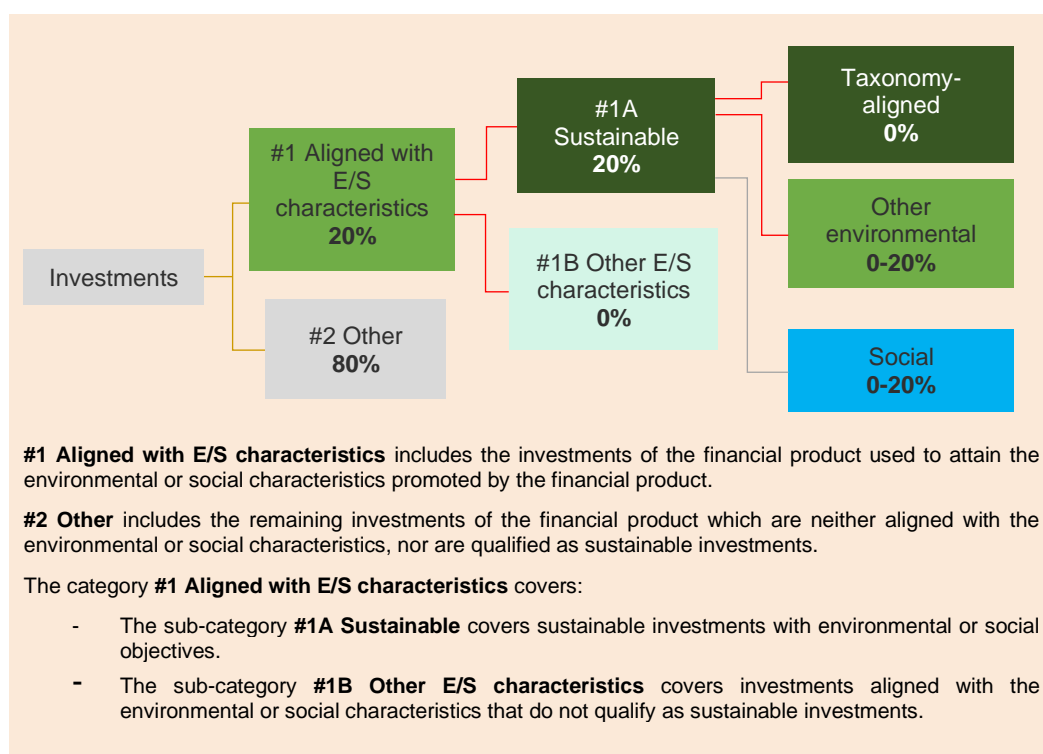 Investments
#1 Aligned with
E/S
characteristics
20%
#2 Other
80%
#1A
Sustainable
20%
#1B Other E/S
characteristics
0%
Taxonomy-
aligned
0%
Other
environmental
0-20%
Social
0-20%
#1 Aligned with E/S characteristics includes the investments of the financial product used to attain the
environmental or social characteristics promoted by the financial product.
#2 Other includes the remaining investments of the financial product which are neither aligned with the
environmental or social characteristics, nor are qualified as sustainable investments.
The category #1 Aligned with E/S characteristics covers:
- The sub-category #1A Sustainable covers sustainable investments with environmental or social
objectives.
- The sub-category #1B Other E/S characteristics covers investments aligned with the
environmental or social characteristics that do not qualify as sustainable investments.